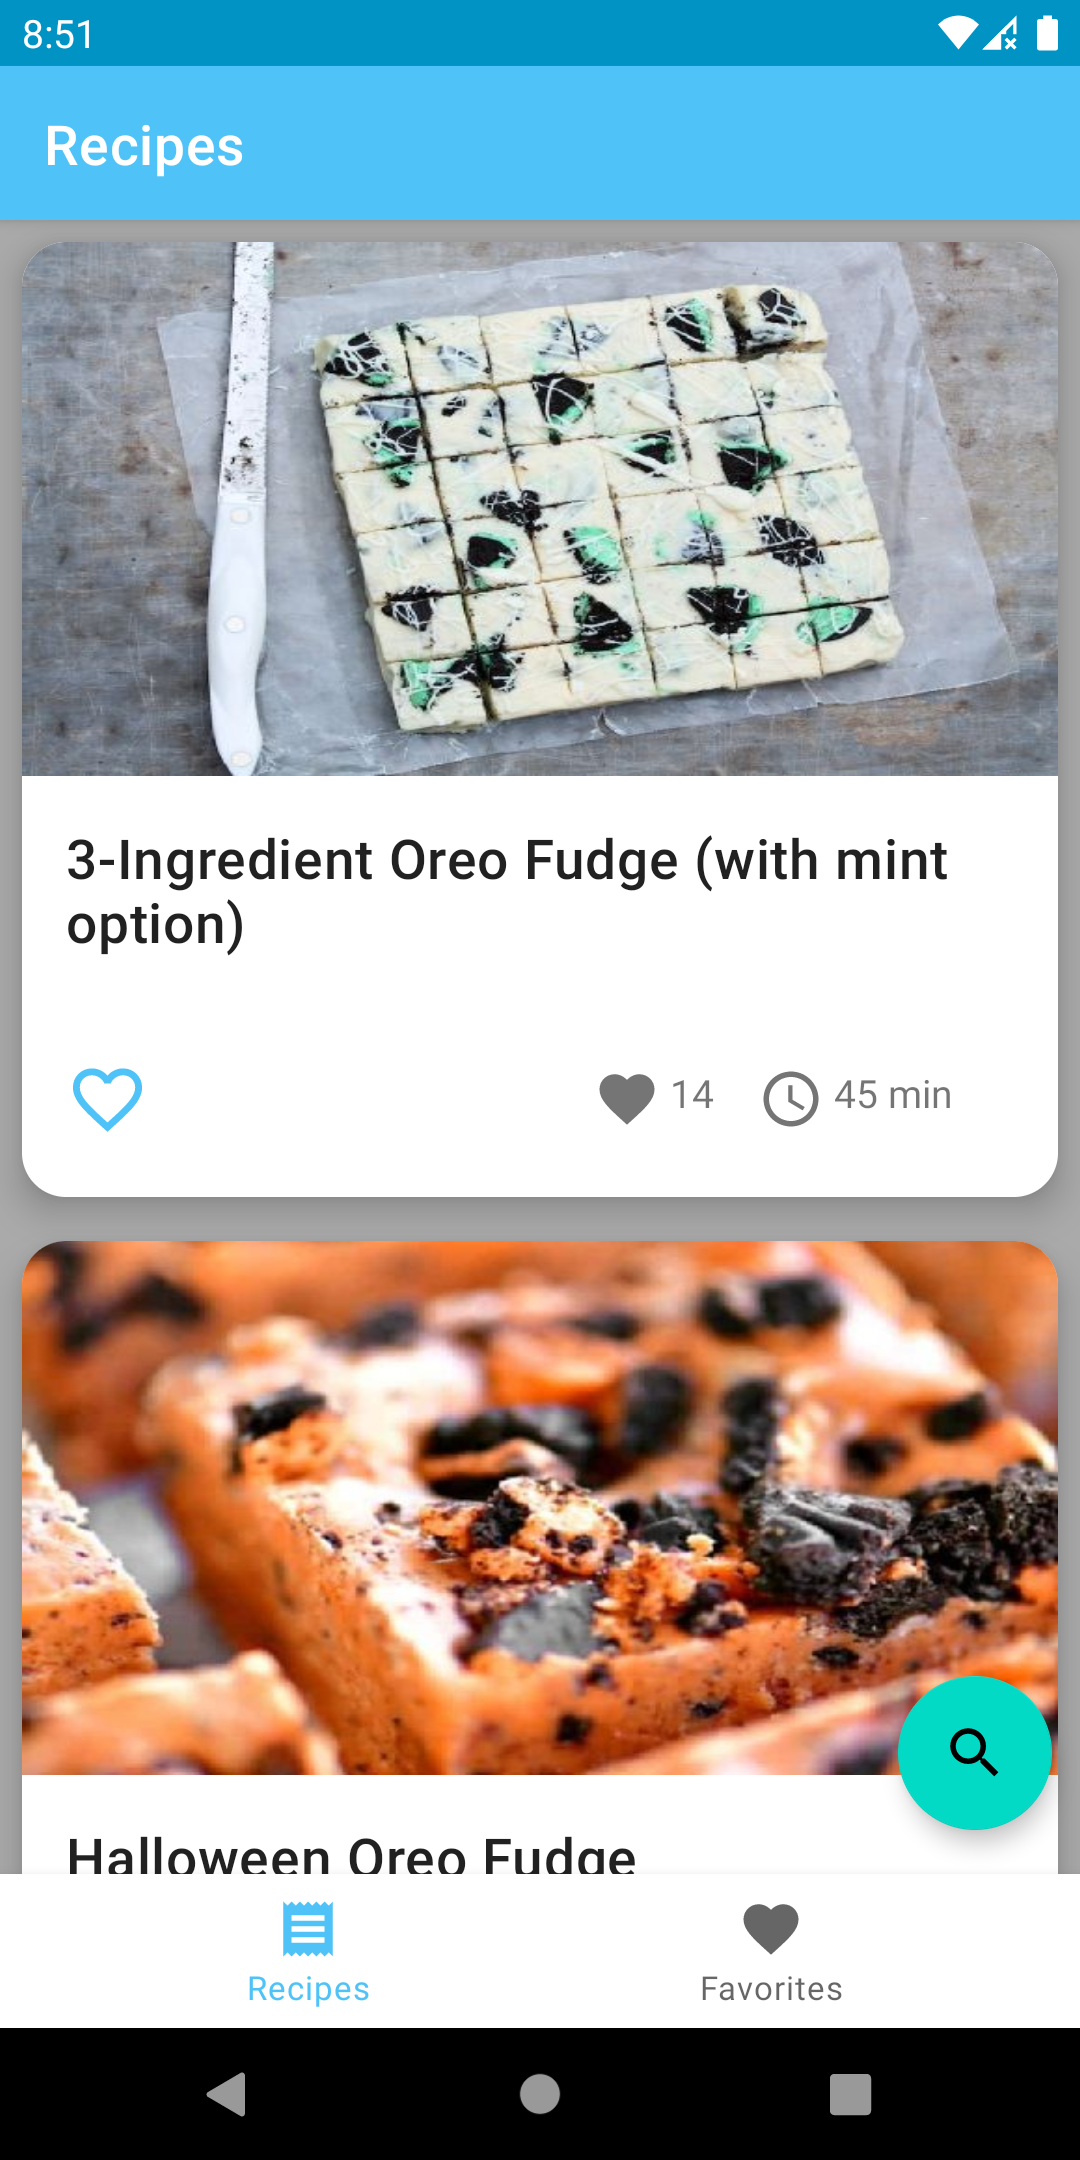 8:51
Recipes
3-Ingredient Oreo Fudge (with mint
option)
14
45 min
Halloween Oreo Fudge
Recipes
Favorites